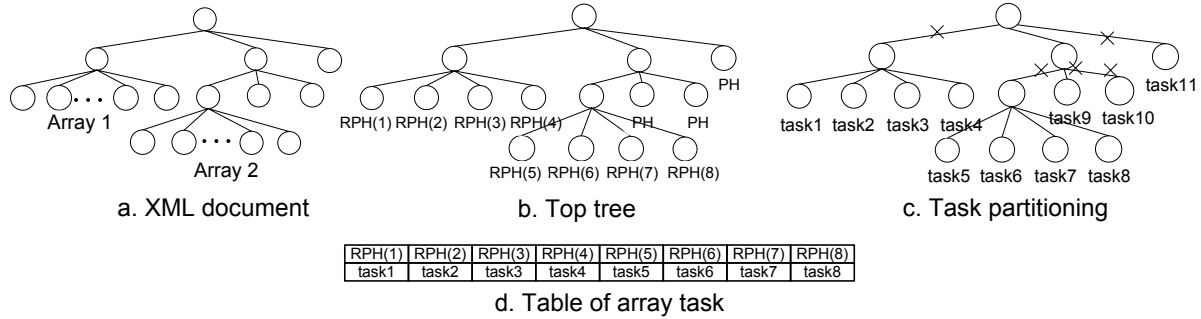 Array 1
Array 2
a. XML document
PH
RPH(1) RPH(2) RPH(3) RPH(4) PH PH
RPH(5) RPH(6) RPH(7) RPH(8)
b. Top tree
task11
task1 task2 task3 task4 task9 task10
task5 task6 task7 task8
c. Task partitioning
RPH(1) RPH(2) RPH(3) RPH(4) RPH(5) RPH(6) RPH(7) RPH(8)
task1 task2 task3 task4 task5 task6 task7 task8
d. Table of array task